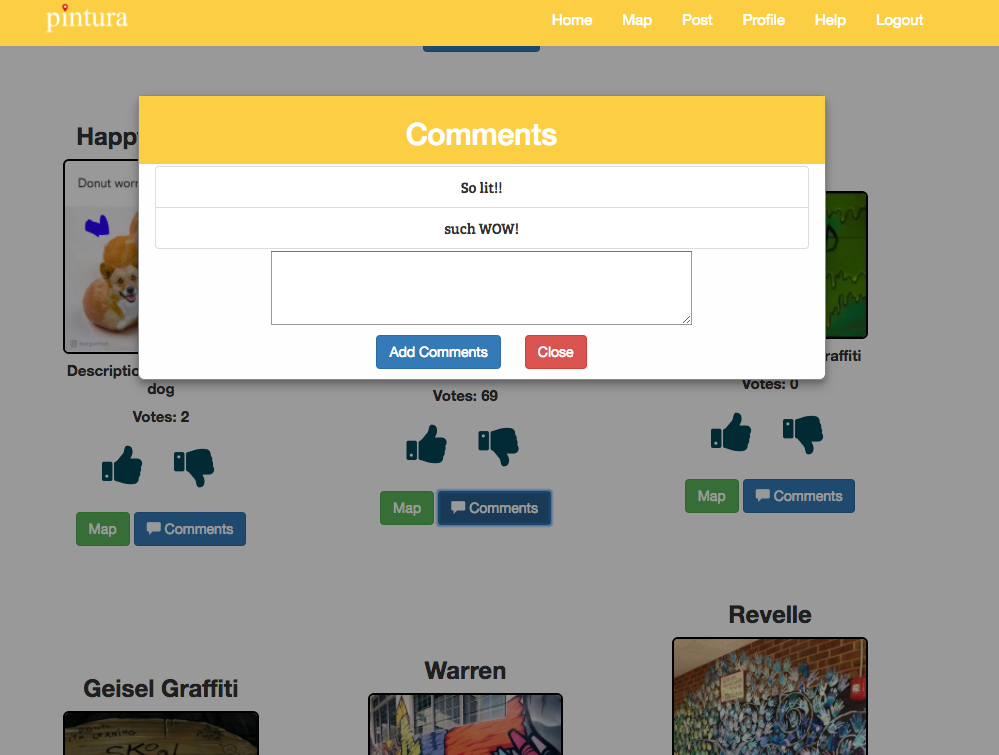 pintura
Home Map Post Profile Help Logout
Comments
So lit!!
such WOW!
Add Comments Close
Happ
Donut worr
Descriptio
dog
Votes: 2
Map Comments
Votes: 69
Map Comments
raffiti
Votes: 0
Map Comments
Geisel Graffiti
SKOOL
Warren
Revelle